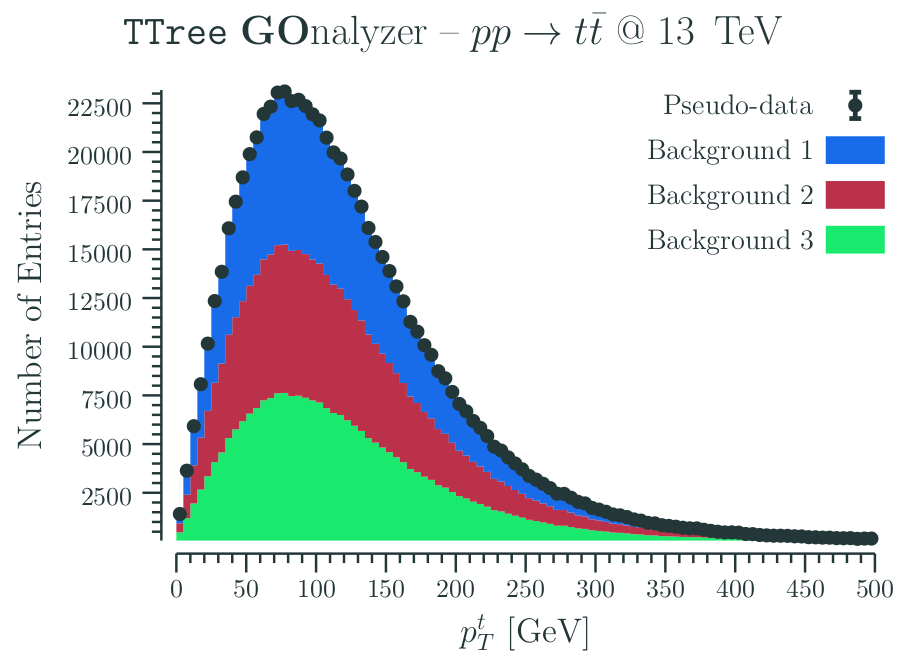 TTree GOnalyzer – pp → tt̄ @ 13 TeV
Pseudo-data
Background 1
Background 2
Background 3
Number of Entries
22500
20000
17500
15000
12500
10000
7500
5000
2500
0 50 100 150 200 250 300 350 400 450 500
p_T^t [GeV]